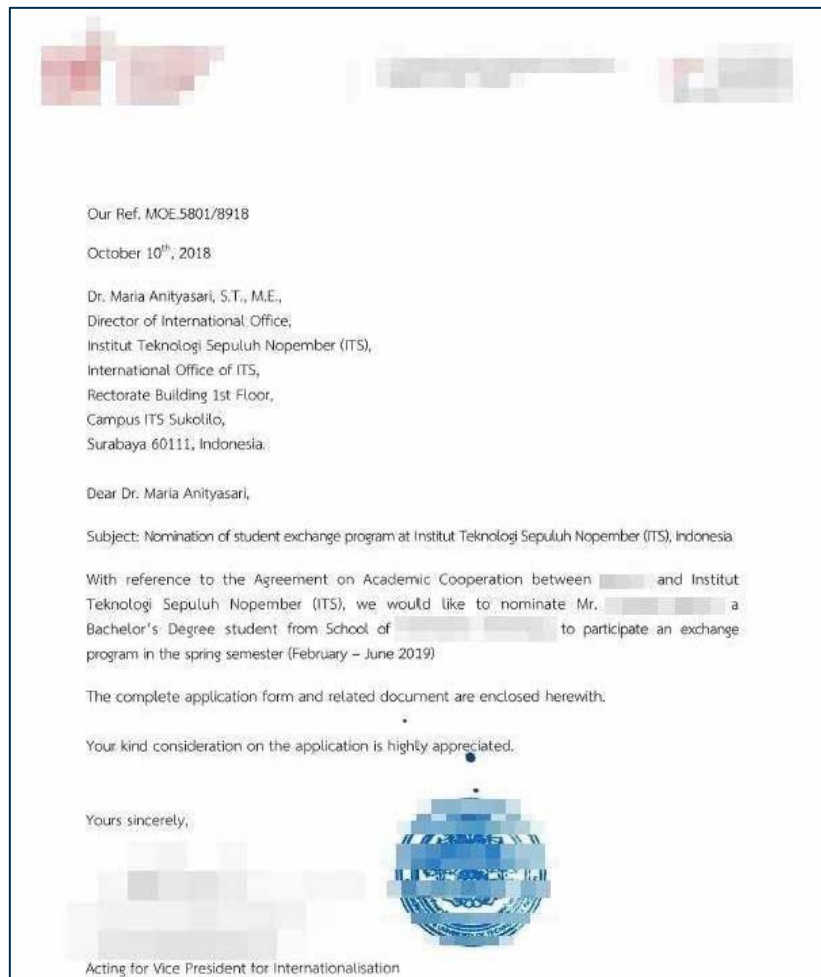 Our Ref. MOE.5801/8918
October 10th, 2018
Dr. Maria Anityasari, S.T., M.E.,
Director of International Office,
Institut Teknologi Sepuluh Nopember (ITS),
International Office of ITS,
Rectorate Building 1st Floor,
Campus ITS Sukolilo,
Surabaya 60111, Indonesia.
Dear Dr. Maria Anityasari,
Subject: Nomination of student exchange program at Institut Teknologi Sepuluh Nopember (ITS), Indonesia
With reference to the Agreement on Academic Cooperation between and Institut
Teknologi Sepuluh Nopember (ITS), we would like to nominate Mr. a
Bachelor's Degree student from School of to participate an exchange
program in the spring semester (February – June 2019)
The complete application form and related document are enclosed herewith.
Your kind consideration on the application is highly appreciated.
Yours sincerely,
Acting for Vice President for Internationalisation